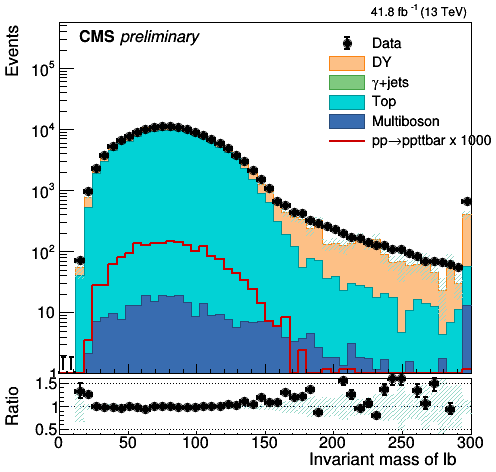 41.8 fb⁻¹ (13 TeV)
CMS preliminary
Events
Data
DY
γ+jets
Top
Multiboson
pp→ppttbar x 1000
10⁵
10⁴
10³
10²
10
1
Ratio
1.5
1
0.5
0 50 100 150 200 250 300
Invariant mass of lb